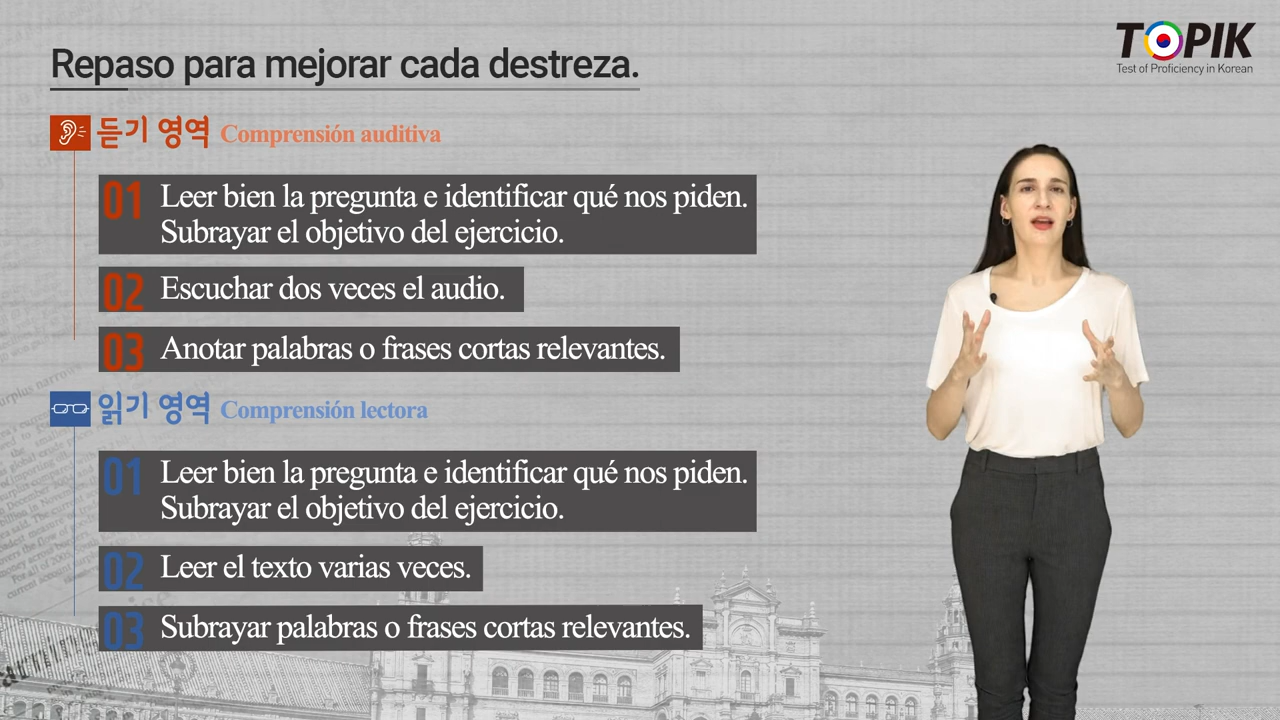 TOPIK
Test of Proficiency in Korean
Repaso para mejorar cada destreza.
듣기 영역 Comprensión auditiva
01 Leer bien la pregunta e identificar qué nos piden.
Subrayar el objetivo del ejercicio.
02 Escuchar dos veces el audio.
03 Anotar palabras o frases cortas relevantes.
읽기 영역 Comprensión lectora
01 Leer bien la pregunta e identificar qué nos piden.
Subrayar el objetivo del ejercicio.
02 Leer el texto varias veces.
03 Subrayar palabras o frases cortas relevantes.